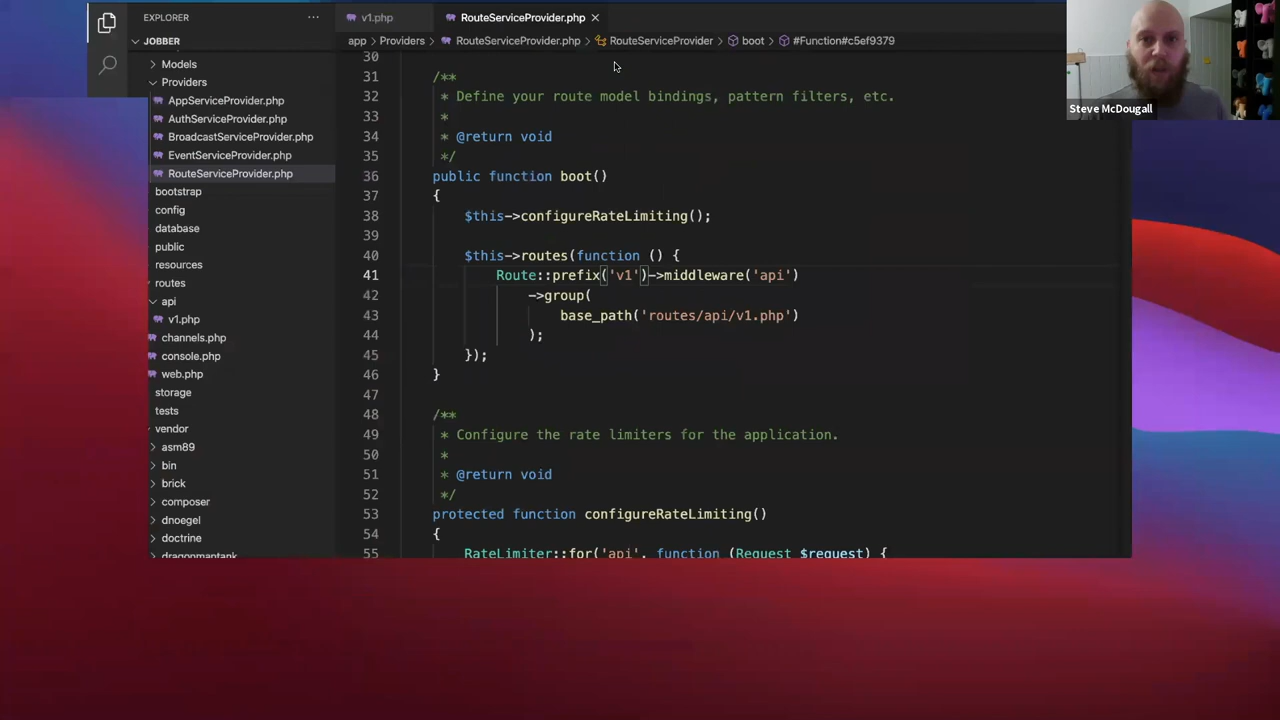 EXPLORER
JOBBER
Models
Providers
AppServiceProvider.php
AuthServiceProvider.php
BroadcastServiceProvider.php
EventServiceProvider.php
RouteServiceProvider.php
bootstrap
config
database
public
resources
routes
api
v1.php
channels.php
console.php
web.php
storage
tests
vendor
asm89
bin
brick
composer
dnoegel
doctrine
dragonmantank
v1.php
RouteServiceProvider.php
app > Providers > RouteServiceProvider.php > RouteServiceProvider > boot > #Function#c5ef9379
30
31 /**
32 * Define your route model bindings, pattern filters, etc.
33 *
34 * @return void
35 */
36 public function boot()
37 {
38 $this->configureRateLimiting();
39
40 $this->routes(function () {
41 Route::prefix('v1')->middleware('api')
42 ->group(
43 base_path('routes/api/v1.php')
44 );
45 });
46 }
47
48 /**
49 * Configure the rate limiters for the application.
50 *
51 * @return void
52 */
53 protected function configureRateLimiting()
54 {
55 RateLimiter::for('api', function (Request $request) {
Steve McDougall